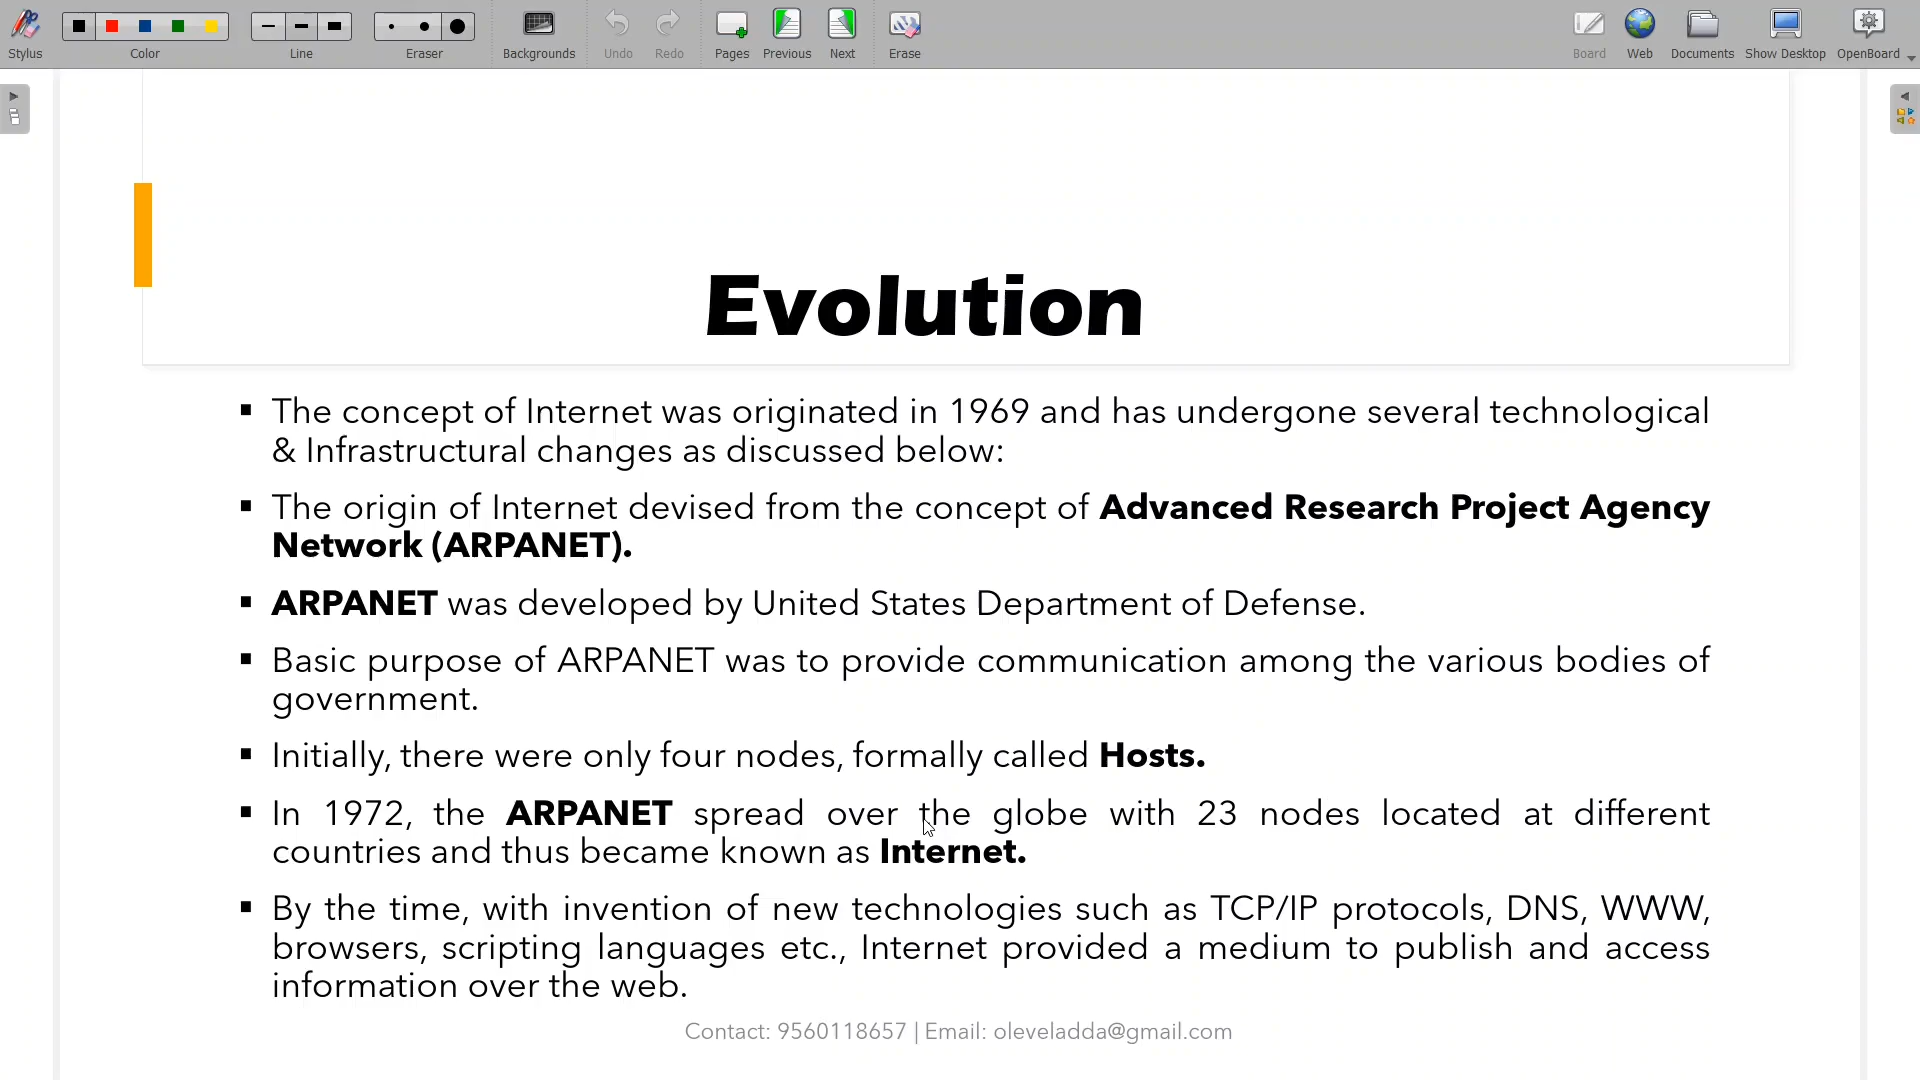 Stylus Color Line Eraser Backgrounds Undo Redo Pages Previous Next Erase Board Web Documents Show Desktop OpenBoard
Evolution
▪ The concept of Internet was originated in 1969 and has undergone several technological
& Infrastructural changes as discussed below:
▪ The origin of Internet devised from the concept of Advanced Research Project Agency
Network (ARPANET).
▪ ARPANET was developed by United States Department of Defense.
▪ Basic purpose of ARPANET was to provide communication among the various bodies of
government.
▪ Initially, there were only four nodes, formally called Hosts.
▪ In 1972, the ARPANET spread over the globe with 23 nodes located at different
countries and thus became known as Internet.
▪ By the time, with invention of new technologies such as TCP/IP protocols, DNS, WWW,
browsers, scripting languages etc., Internet provided a medium to publish and access
information over the web.
Contact: 9560118657 | Email: oleveladda@gmail.com